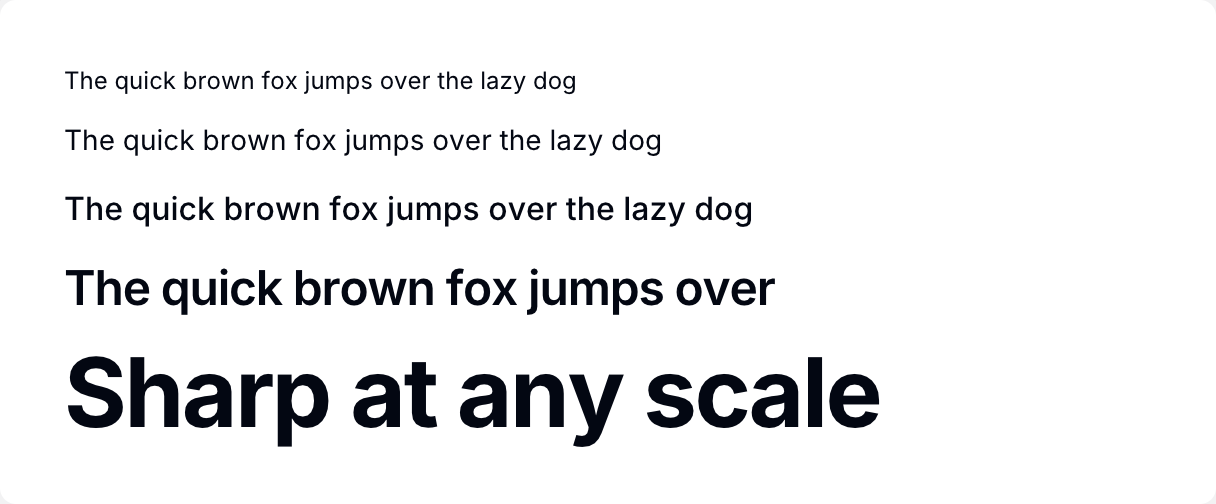 The quick brown fox jumps over the lazy dog
The quick brown fox jumps over the lazy dog
The quick brown fox jumps over the lazy dog
The quick brown fox jumps over
Sharp at any scale